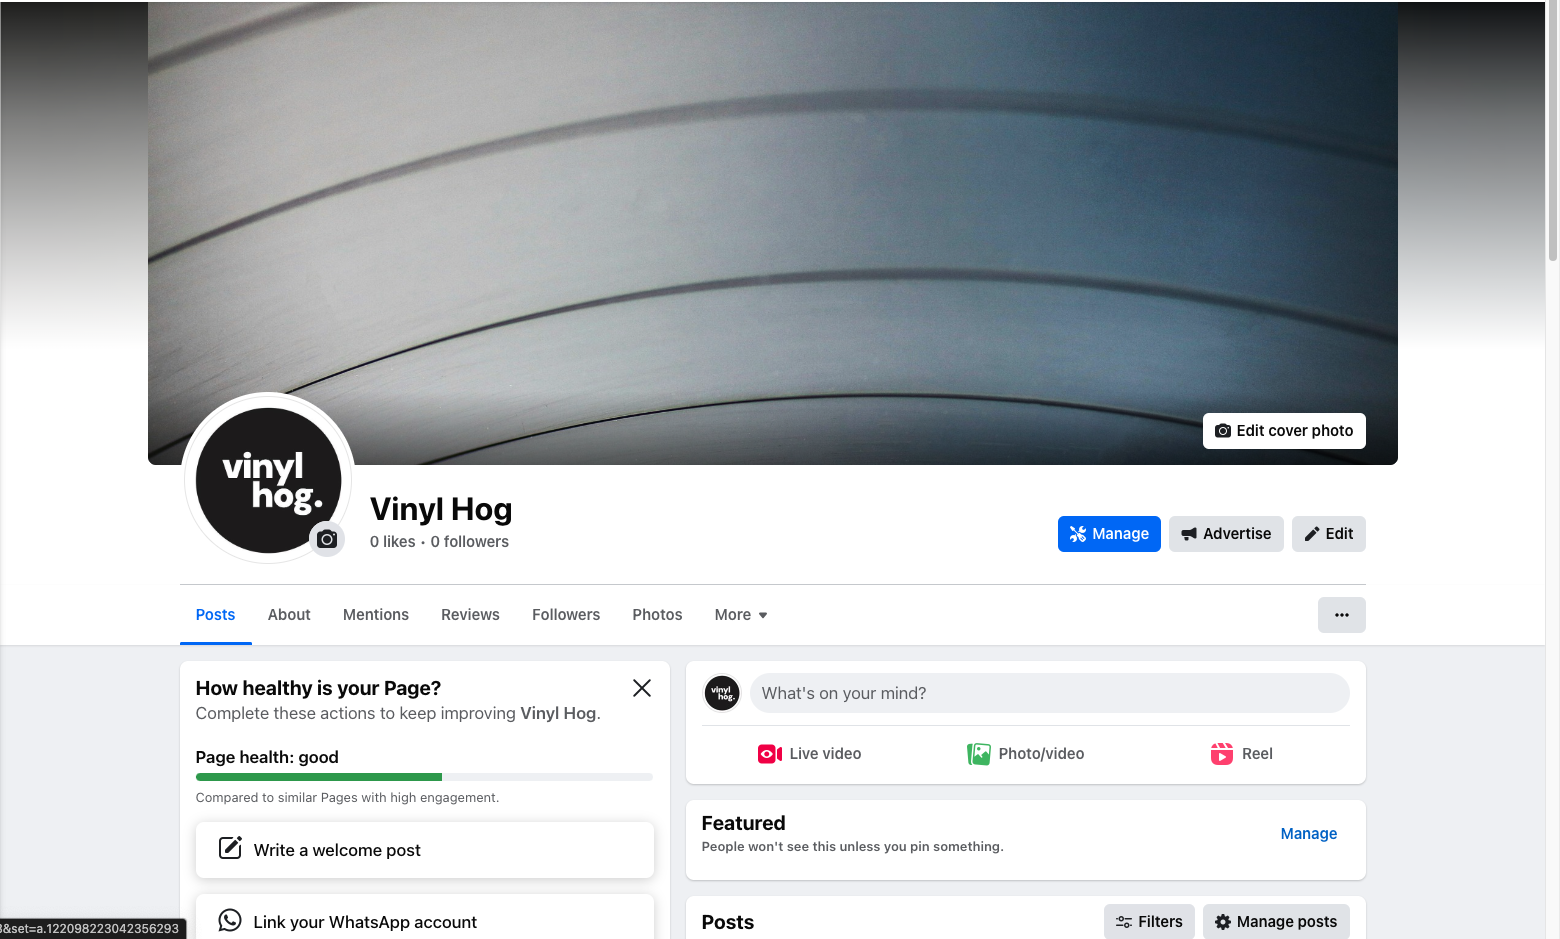 Edit cover photo
vinyl
hog.
Vinyl Hog
0 likes • 0 followers
Manage
Advertise
Edit
Posts
About
Mentions
Reviews
Followers
Photos
More
How healthy is your Page?
Complete these actions to keep improving Vinyl Hog.
Page health: good
Compared to similar Pages with high engagement.
Write a welcome post
Link your WhatsApp account
vinyl
hog.
What's on your mind?
Live video
Photo/video
Reel
Featured
People won't see this unless you pin something.
Manage
Posts
Filters
Manage posts
&set=a.122098223042356293